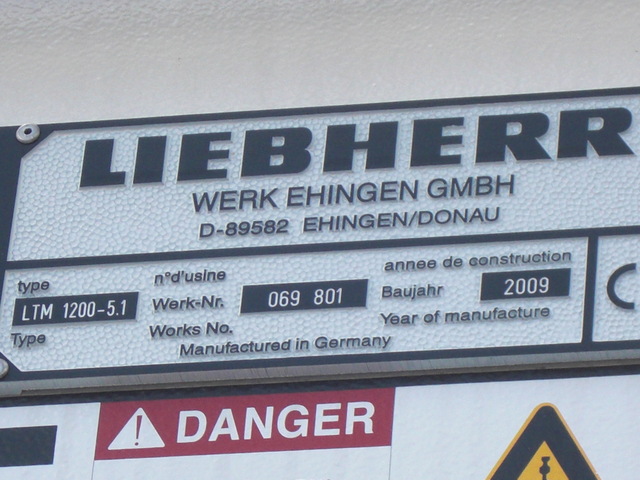 LIEBHERR
WERK EHINGEN GMBH
D-89582 EHINGEN/DONAU
type
LTM 1200-5.1
Type
n°d'usine
Werk-Nr. 069 801
Works No.
annee de construction
Baujahr 2009
Year of manufacture
Manufactured in Germany
DANGER